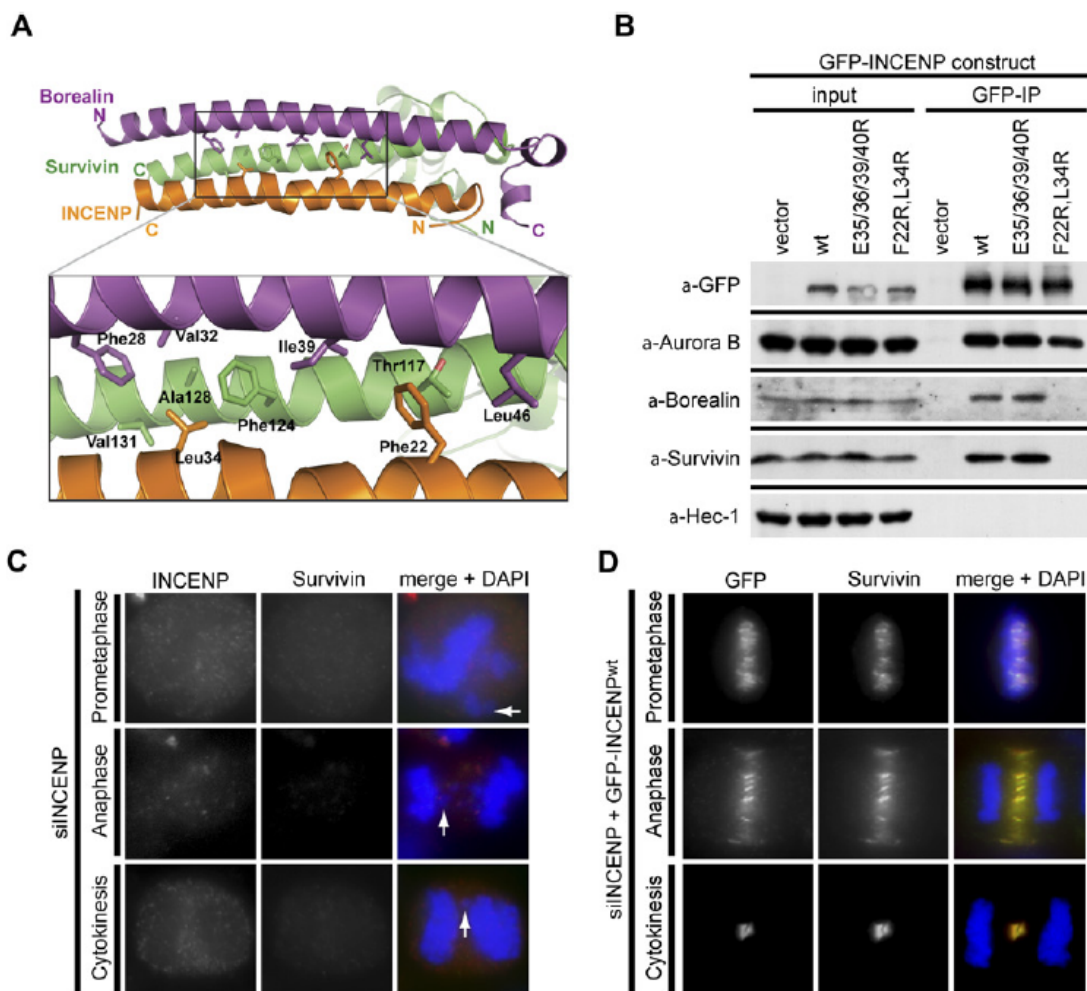 A
Borealin
N
Survivin
C
INCENP
C
N
N
C
Phe28
Val32
Ile39
Thr117
Ala128
Leu46
Phe124
Val131
Leu34
Phe22
B
GFP-INCENP construct
input
GFP-IP
vector
wt
E35/36/39/40R
F22R,L34R
vector
wt
E35/36/39/40R
F22R,L34R
a-GFP
a-Aurora B
a-Borealin
a-Survivin
a-Hec-1
C
INCENP Survivin merge + DAPI
siINCENP
Prometaphase
Anaphase
Cytokinesis
D
GFP Survivin merge + DAPI
siINCENP + GFP-INCENPwt
Prometaphase
Anaphase
Cytokinesis